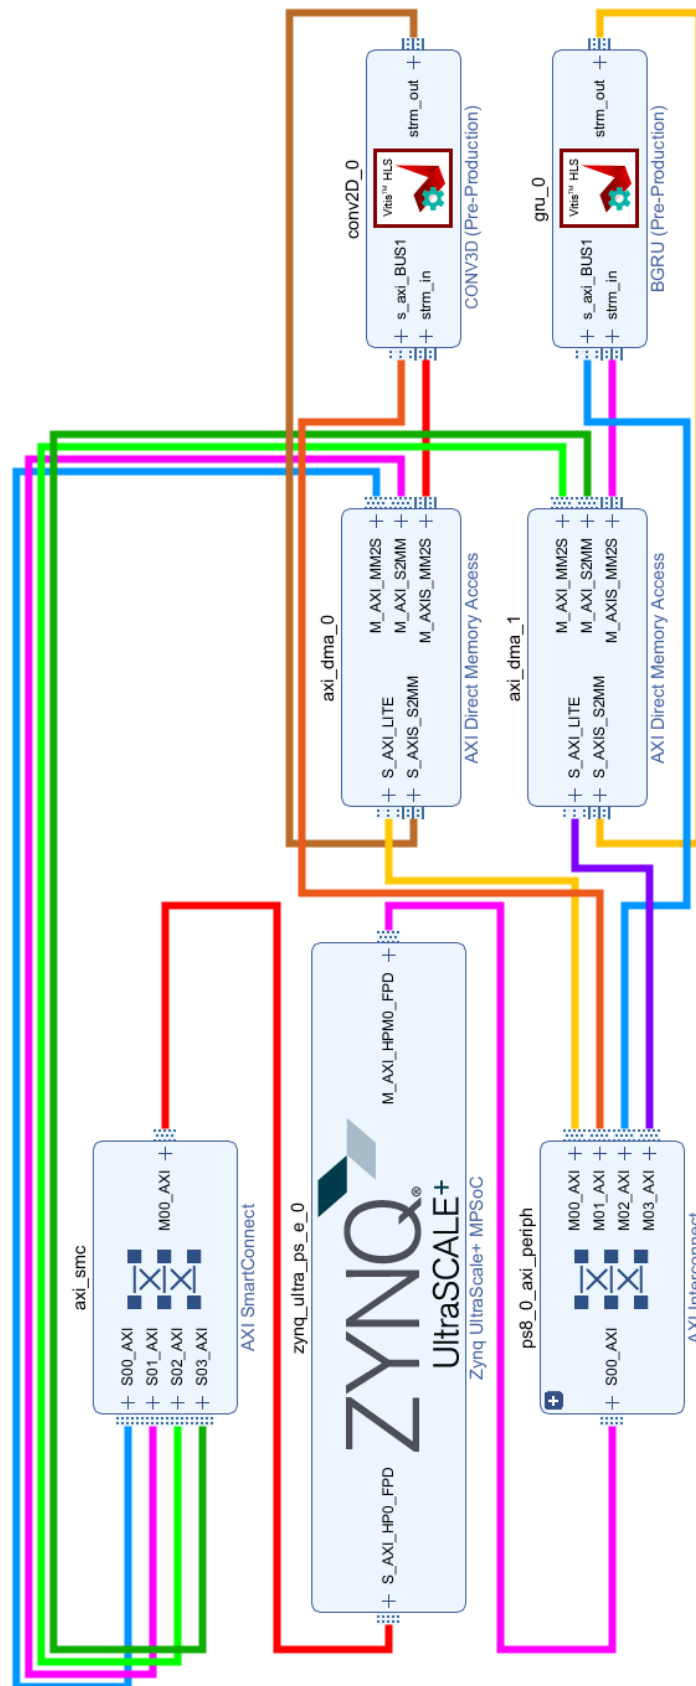 axi_smc
S00_AXI
S01_AXI
S02_AXI
S03_AXI
M00_AXI
AXI SmartConnect
zynq_ultra_ps_e_0
S_AXI_HP0_FPD
M_AXI_HPM0_FPD
ZYNQ®
UltraSCALE+
Zynq UltraScale+ MPSoC
ps8_0_axi_periph
S00_AXI
M00_AXI
M01_AXI
M02_AXI
M03_AXI
AXI Interconnect
axi_dma_0
S_AXI_LITE
S_AXIS_S2MM
M_AXI_MM2S
M_AXI_S2MM
M_AXIS_MM2S
AXI Direct Memory Access
axi_dma_1
S_AXI_LITE
S_AXIS_S2MM
M_AXI_MM2S
M_AXI_S2MM
M_AXIS_MM2S
AXI Direct Memory Access
conv2D_0
s_axi_BUS1
strm_in
Vitis™ HLS
strm_out
CONV3D (Pre-Production)
gru_0
s_axi_BUS1
strm_in
Vitis™ HLS
strm_out
BGRU (Pre-Production)